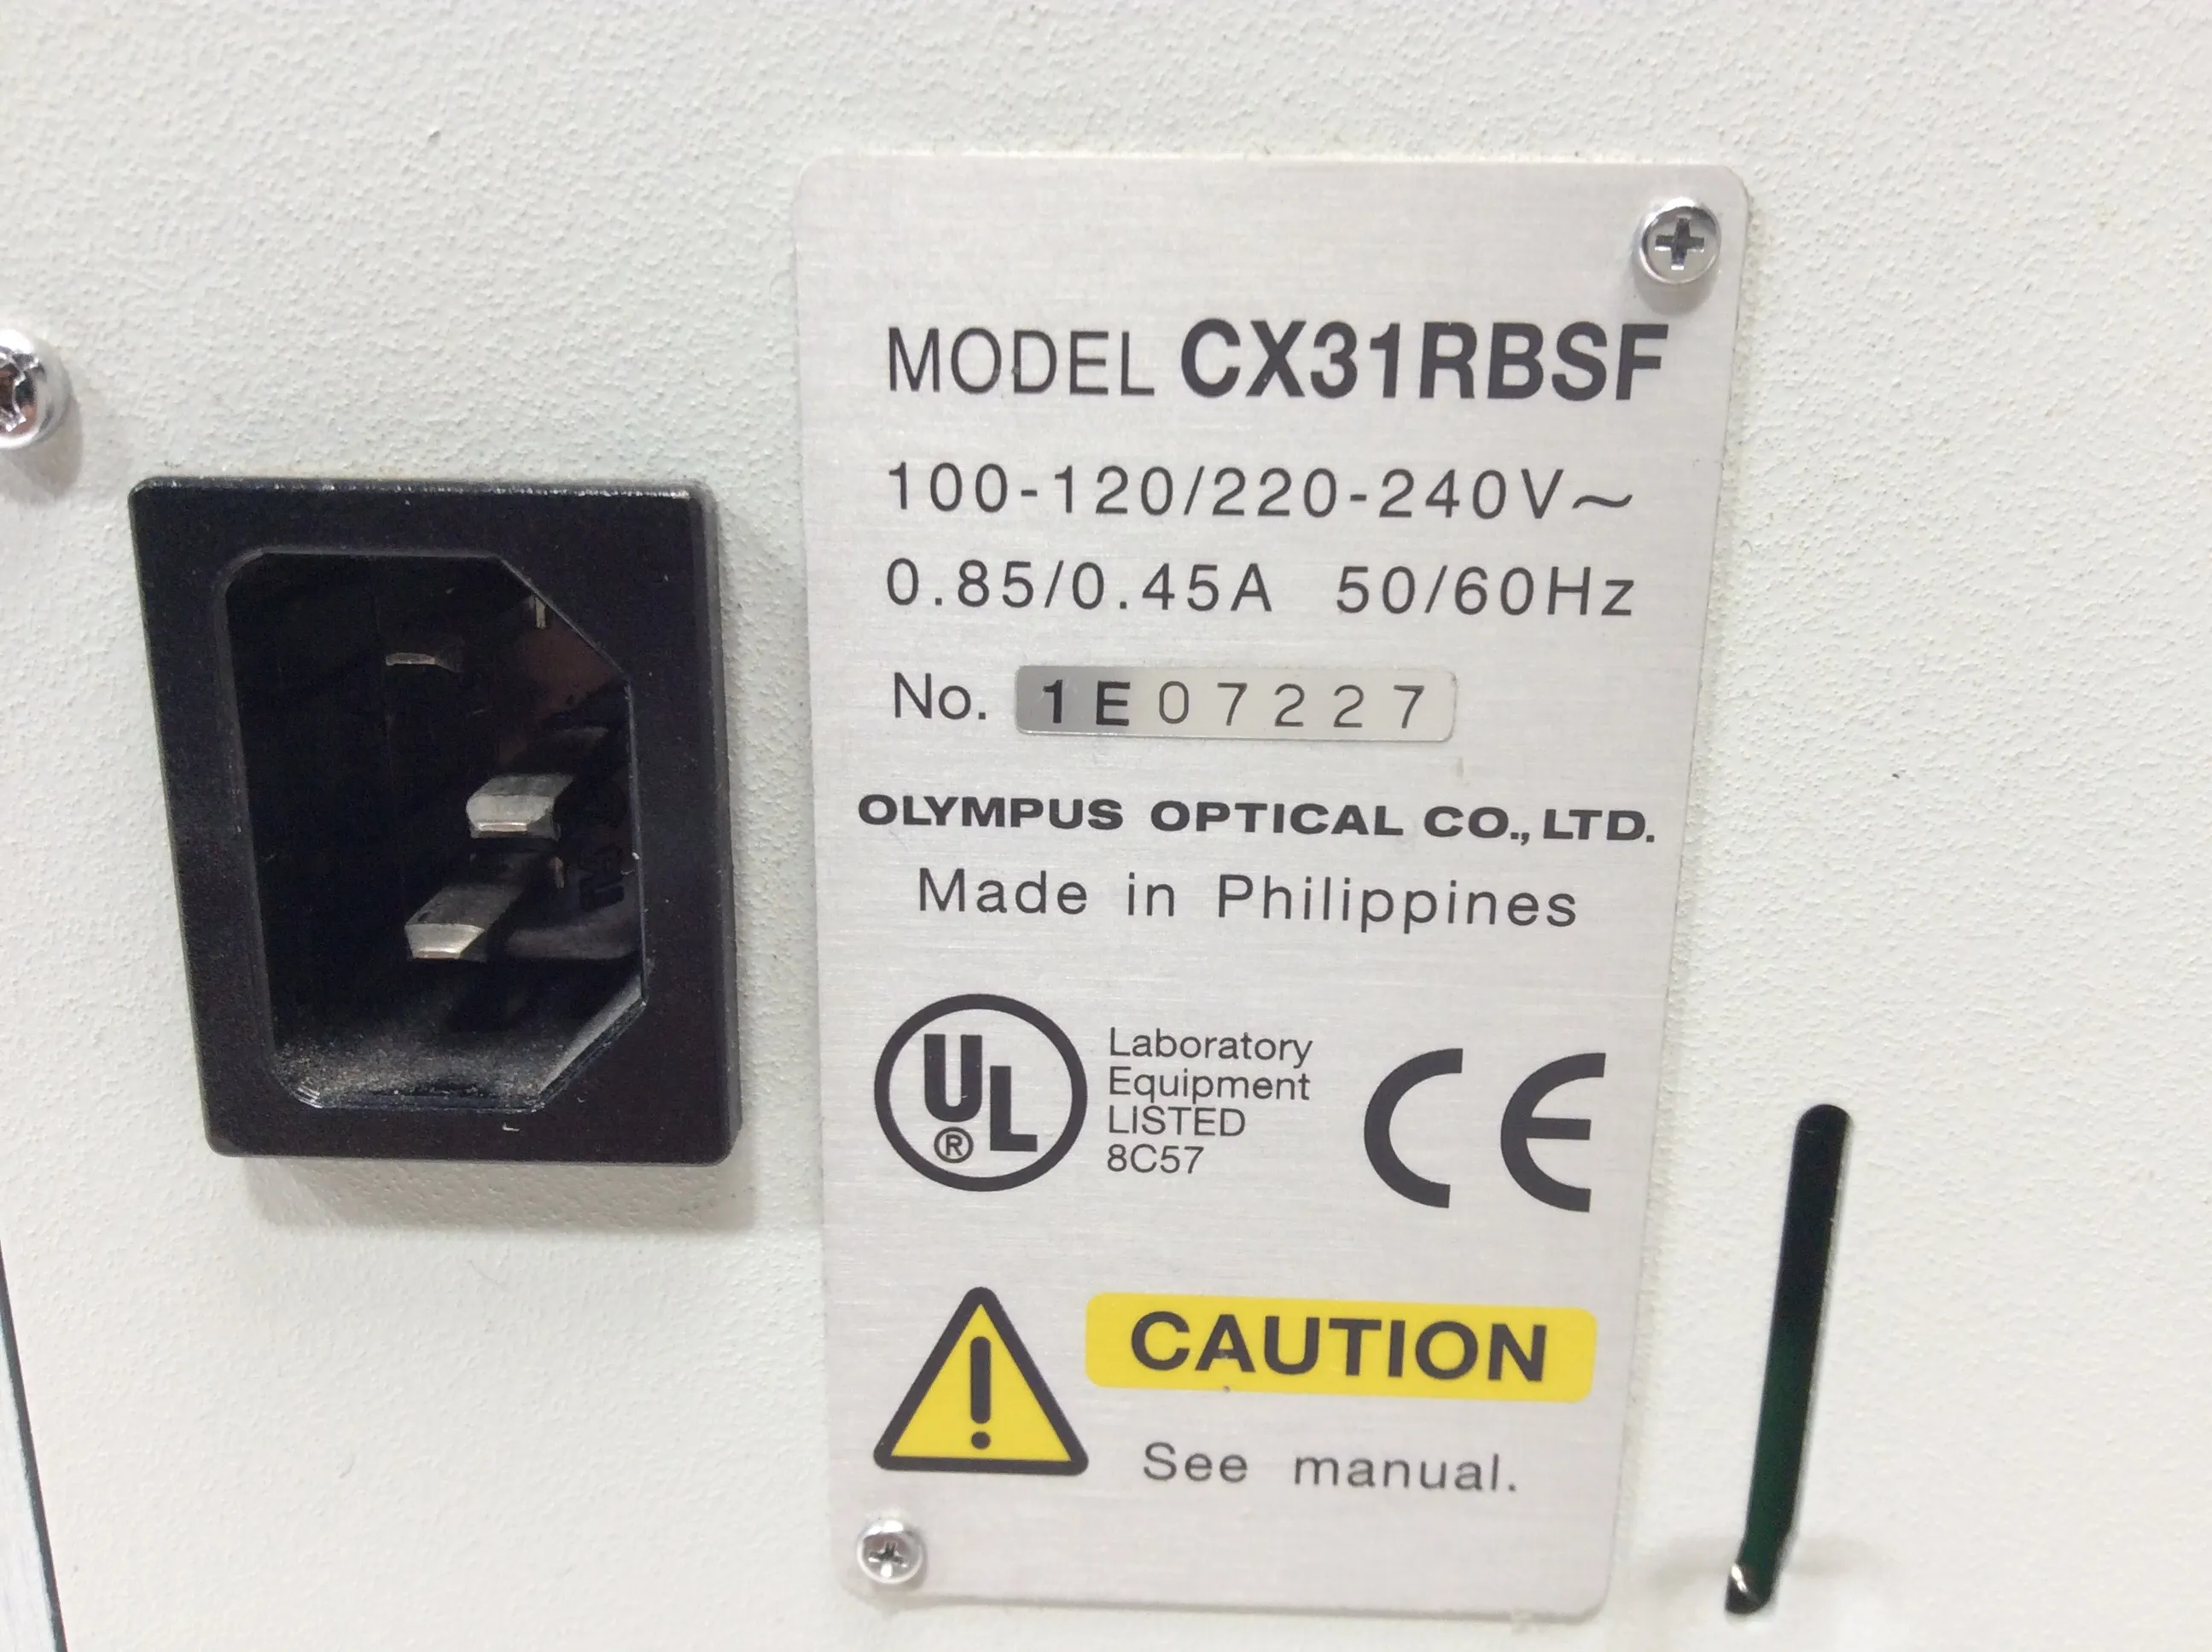 MODEL CX31RBSF
100-120/220-240V~
0.85/0.45A 50/60Hz
No. 1E07227
OLYMPUS OPTICAL CO., LTD.
Made in Philippines
UL
®
Laboratory
Equipment
LISTED
8C57
CE
!
CAUTION
See manual.